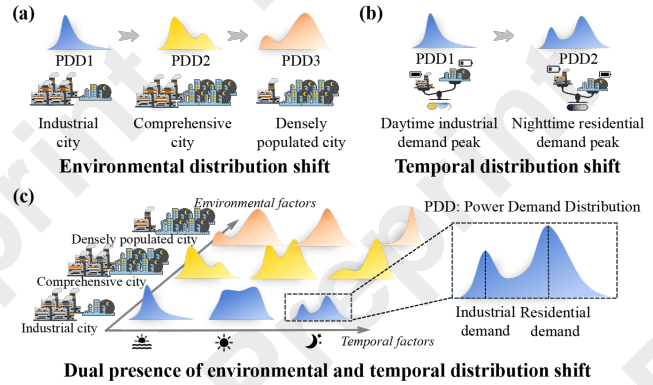 (a)
PDD1
PDD2
PDD3
Industrial
city
Comprehensive
city
Densely
populated city
Environmental distribution shift
(b)
PDD1
PDD2
Daytime industrial
demand peak
Nighttime residential
demand peak
Temporal distribution shift
(c)
Environmental factors
Densely populated city
Comprehensive city
Industrial city
Temporal factors
PDD: Power Demand Distribution
Industrial
demand
Residential
demand
Dual presence of environmental and temporal distribution shift
Preprint
Preprint